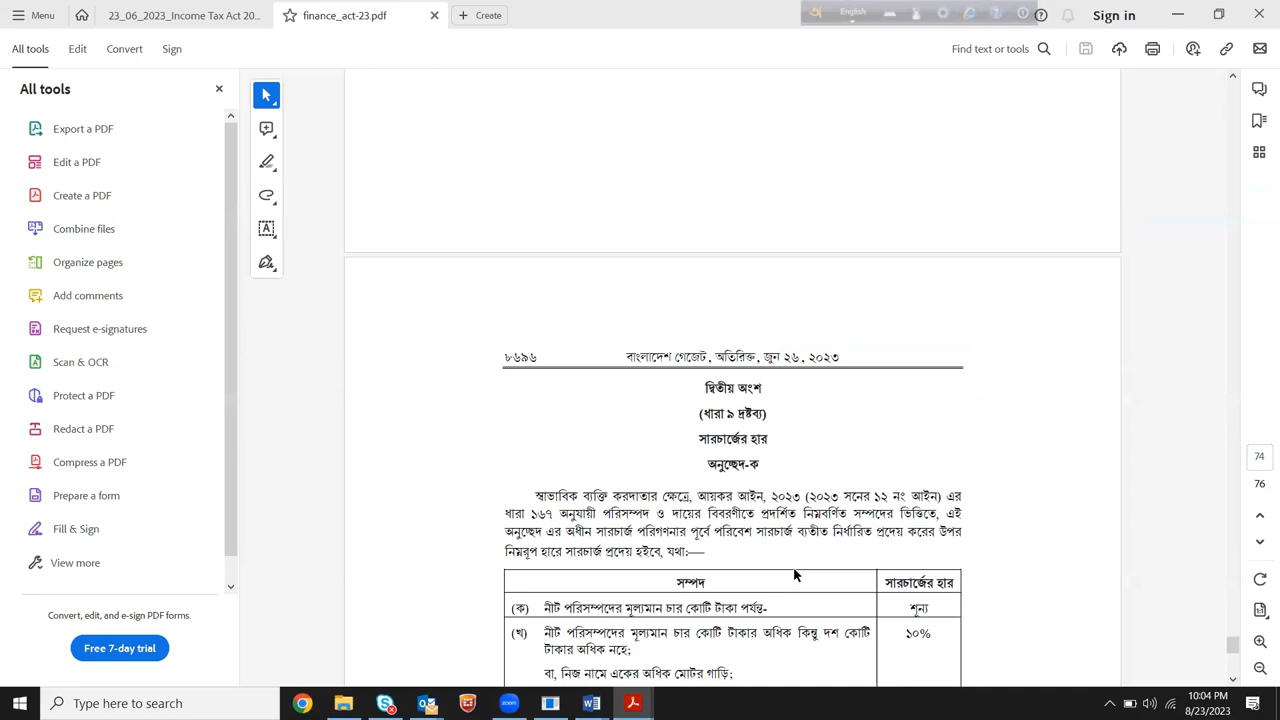 Menu
23_06_2023_Income Tax Act 20...
finance_act-23.pdf
Create
English
Sign in
All tools
Edit
Convert
Sign
Find text or tools
All tools
Export a PDF
Edit a PDF
Create a PDF
Combine files
Organize pages
Add comments
Request e-signatures
Scan & OCR
Protect a PDF
Redact a PDF
Compress a PDF
Prepare a form
Fill & Sign
View more
Convert, edit, and e-sign PDF forms.
Free 7-day trial
৮৬৯৬ বাংলাদেশ গেজেট, অতিরিক্ত, জুন ২৬, ২০২৩
দ্বিতীয় অংশ
(ধারা ৯ দ্রষ্টব্য)
সারচার্জের হার
অনুচ্ছেদ-ক
স্বাভাবিক ব্যক্তি করদাতার ক্ষেত্রে, আয়কর আইন, ২০২৩ (২০২৩ সনের ১২ নং আইন) এর
ধারা ১৬৭ অনুযায়ী পরিসম্পদ ও দায়ের বিবরণীতে প্রদর্শিত নিম্নবর্ণিত সম্পদের ভিত্তিতে, এই
অনুচ্ছেদ এর অধীন সারচার্জ পরিগণনার পূর্বে পরিবেশ সারচার্জ ব্যতীত নির্ধারিত প্রদেয় করের উপর
নিম্নরূপ হারে সারচার্জ প্রদেয় হইবে, যথা:—
সম্পদ সারচার্জের হার
(ক) নীট পরিসম্পদের মূল্যমান চার কোটি টাকা পর্যন্ত- শূন্য
(খ) নীট পরিসম্পদের মূল্যমান চার কোটি টাকার অধিক কিন্তু দশ কোটি ১০%
টাকার অধিক নহে;
বা, নিজ নামে একের অধিক মোটর গাড়ি;
74
76
Type here to search
10:04 PM
8/23/2023